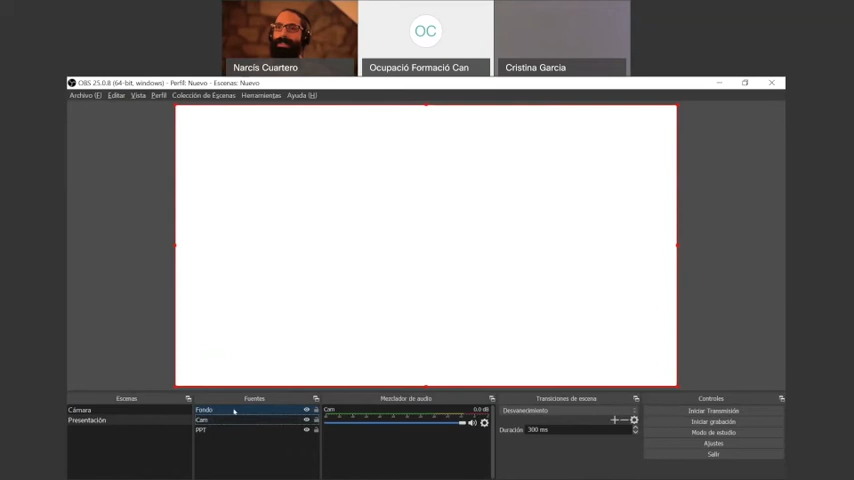 OC
Narcís Cuartero
Ocupació Formació Can
Cristina Garcia
OBS 25.0.8 (64-bit, windows) - Perfil: Nuevo - Escenas: Nuevo
Archivo (F) Editar Vista Perfil Colección de Escenas Herramientas Ayuda (H)
Escenas
Cámara
Presentación
Fuentes
Fondo
Cam
PPT
Mezclador de audio
Cam 0.0 dB
Transiciones de escena
Desvanecimiento
Duración 300 ms
Controles
Iniciar Transmisión
Iniciar grabación
Modo de estudio
Ajustes
Salir